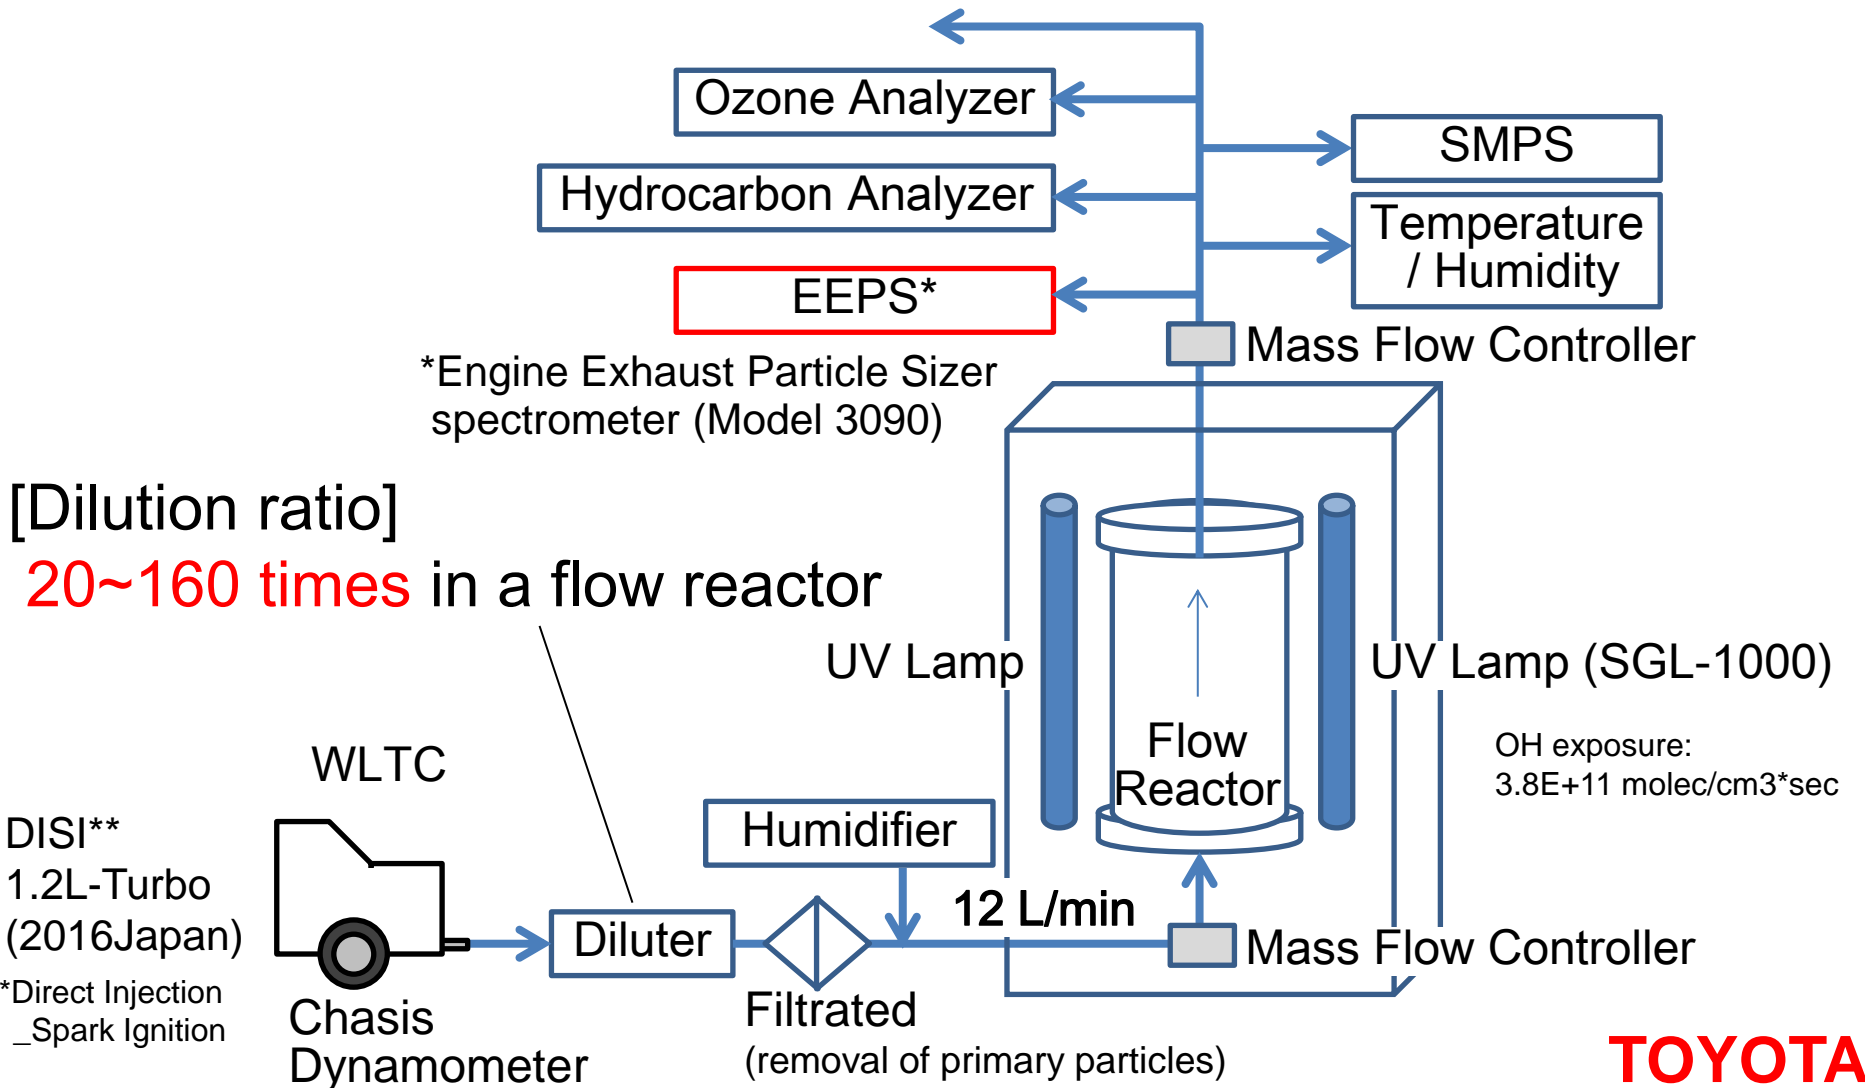 Ozone Analyzer
SMPS
Hydrocarbon Analyzer
Temperature
/ Humidity
EEPS*
Mass Flow Controller
*Engine Exhaust Particle Sizer
spectrometer (Model 3090)
[Dilution ratio]
20~160 times in a flow reactor
UV Lamp
UV Lamp (SGL-1000)
Flow
Reactor
OH exposure:
3.8E+11 molec/cm3*sec
WLTC
DISI**
1.2L-Turbo
(2016Japan)
*Direct Injection
_Spark Ignition
Humidifier
12 L/min
Diluter
Mass Flow Controller
Chasis
Dynamometer
Filtrated
(removal of primary particles)
TOYOTA